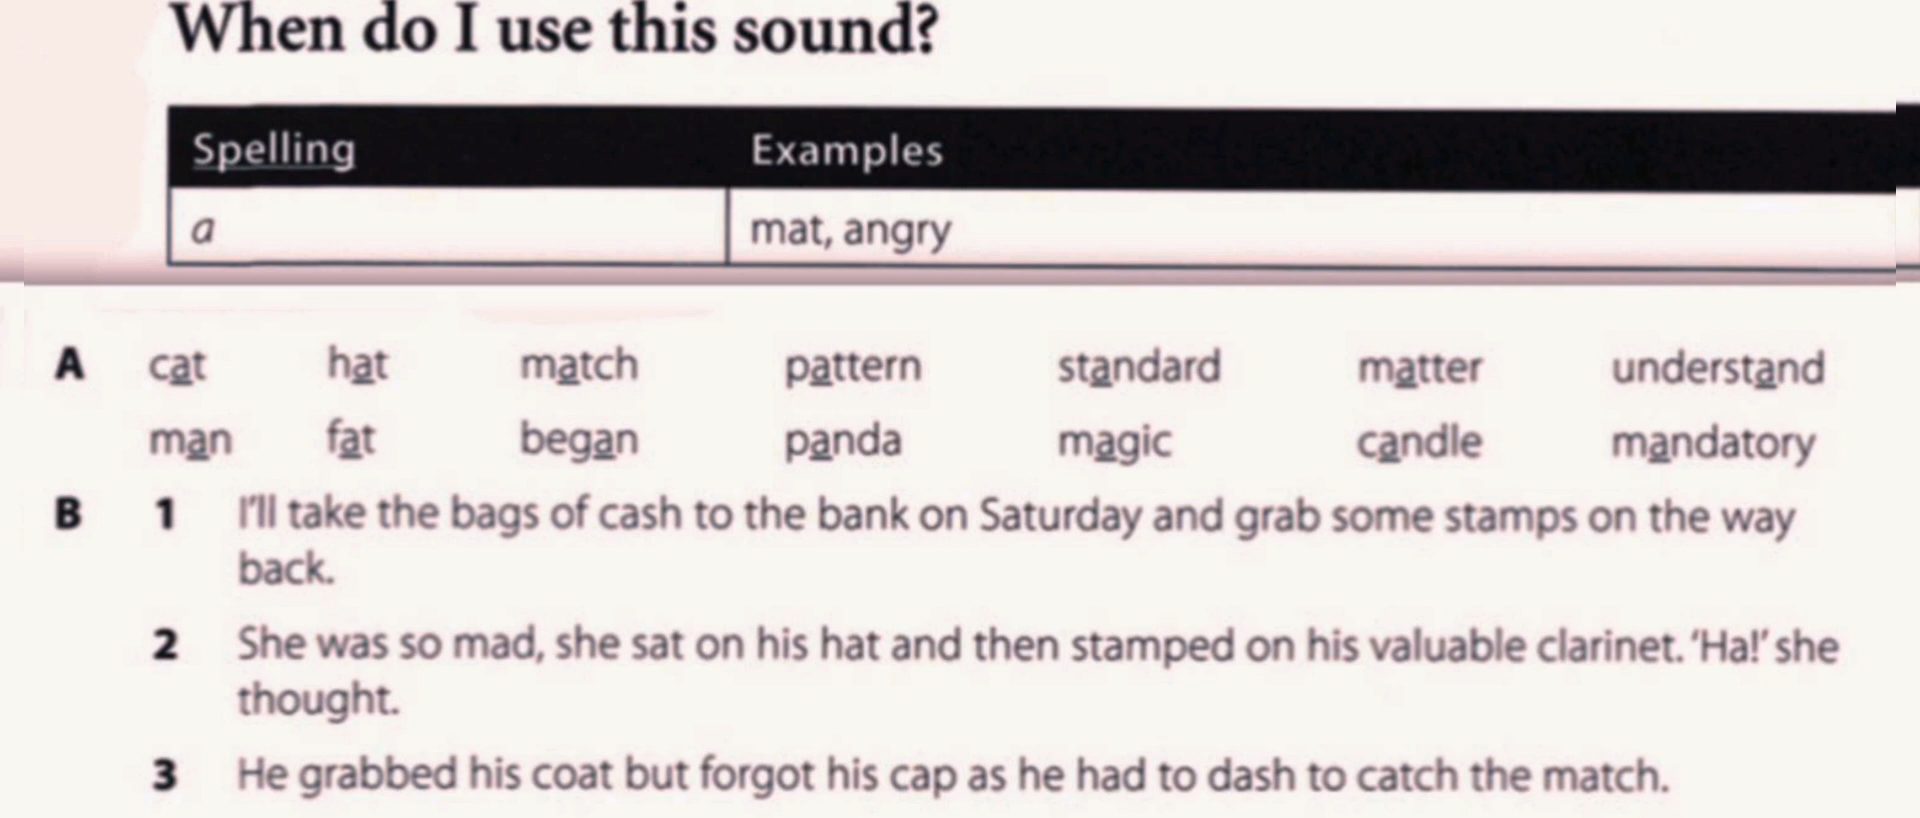 When do I use this sound?
Spelling Examples
a mat, angry
A cat hat match pattern standard matter understand
man fat began panda magic candle mandatory
B 1 I'll take the bags of cash to the bank on Saturday and grab some stamps on the way
back.
2 She was so mad, she sat on his hat and then stamped on his valuable clarinet. 'Ha!' she
thought.
3 He grabbed his coat but forgot his cap as he had to dash to catch the match.